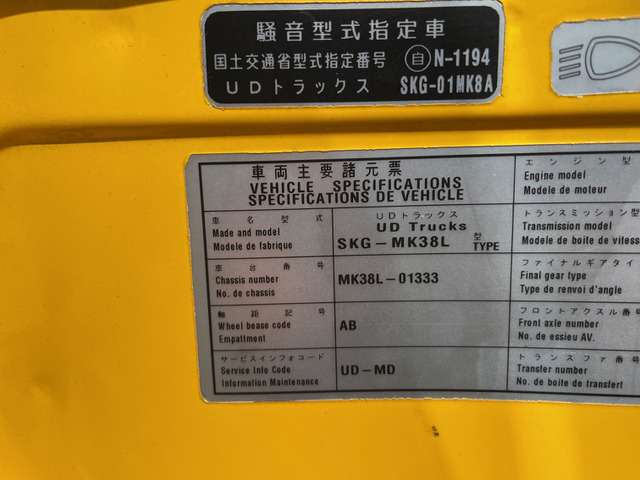 騒音型式指定車
国土交通省型式指定番号 自 N-1194
UDトラックス SKG-01MK8A
車両主要諸元票
VEHICLE SPECIFICATIONS
SPECIFICATIONS DE VEHICLE
車名型式
Made and model
Modele de fabrique
UDトラックス
UD Trucks
SKG-MK38L 型 TYPE
車台番号
Chassis number
No. de chassis
MK38L-01333
軸距記号
Wheel bease code
Empattment
AB
サービスインフォコード
Service Info Code
Information Maintenance
UD-MD
エンジン型
Engine model
Modele de moteur
トランスミッション型
Transmission model
Modele de boite de vitess
ファイナルギアタイ
Final gear type
Type de renvoi d'angle
フロントアクスル番号
Front axle number
No. de essieu AV.
トランスファ番号
Transfer number
No. de boite de transfert